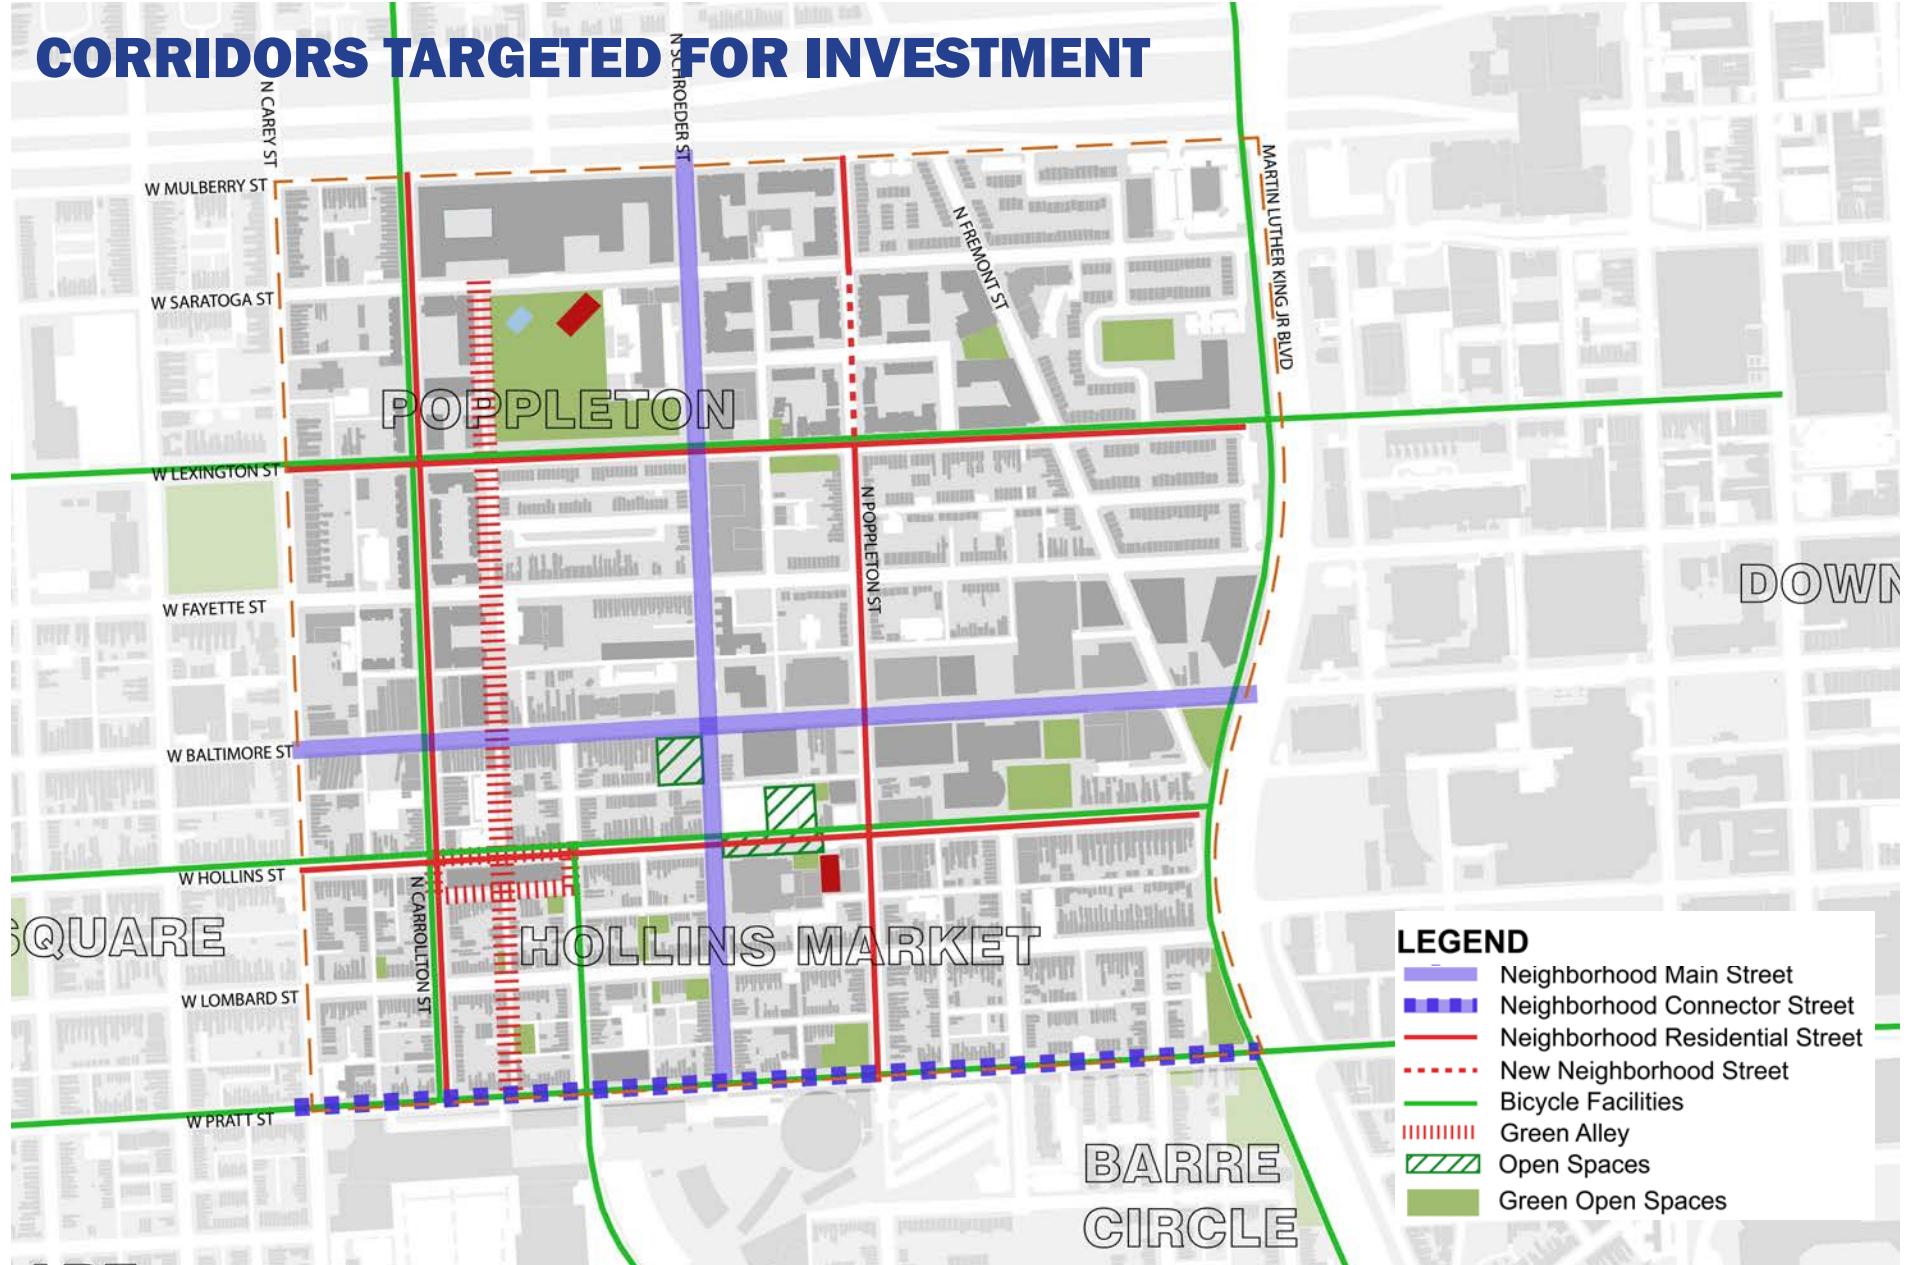 CORRIDORS TARGETED FOR INVESTMENT
N CAREY ST
N SCHROEDER ST
W MULBERRY ST
MARTIN LUTHER KING JR BLVD
N FREMONT ST
W SARATOGA ST
POPPLETON
W LEXINGTON ST
N POPPLETON ST
W FAYETTE ST
DOWN
W BALTIMORE ST
W HOLLINS ST
N CARROLLTON ST
SQUARE
HOLLINS MARKET
W LOMBARD ST
W PRATT ST
BARRE
CIRCLE
LEGEND
Neighborhood Main Street
Neighborhood Connector Street
Neighborhood Residential Street
New Neighborhood Street
Bicycle Facilities
Green Alley
Open Spaces
Green Open Spaces